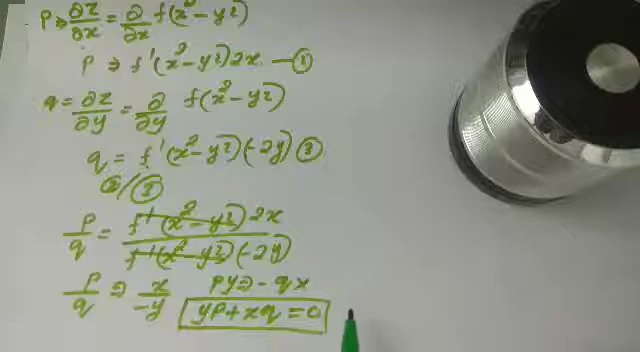 P ⇒ ∂z/∂x = ∂/∂x f(x² - y²)
P ⇒ f'(x² - y²) 2x — ①
q = ∂z/∂y = ∂/∂y f(x² - y²)
q = f'(x² - y²)(-2y) ②
①/②
P/q = f'(x² - y²) 2x / f'(x² - y²)(-2y)
P/q ⇒ x/-y Py ⇒ - qx
yP + xq = 0